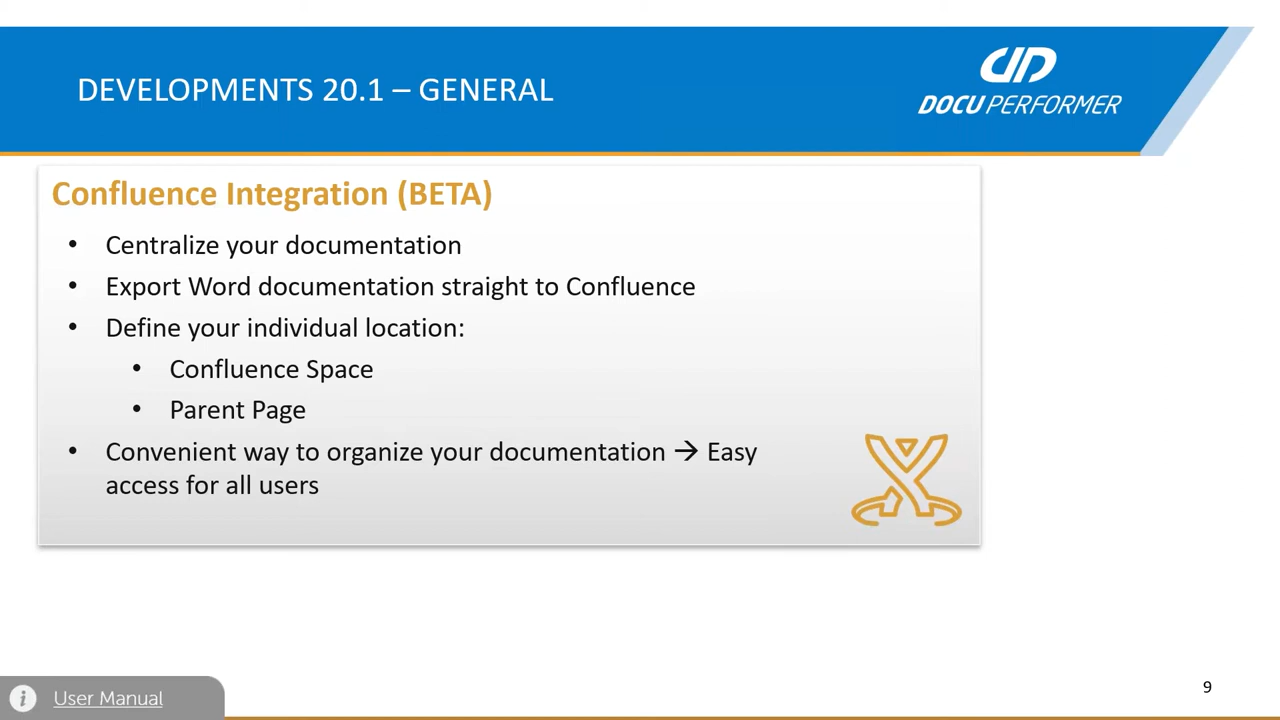 DEVELOPMENTS 20.1 – GENERAL
DOCU PERFORMER
Confluence Integration (BETA)
• Centralize your documentation
• Export Word documentation straight to Confluence
• Define your individual location:
• Confluence Space
• Parent Page
• Convenient way to organize your documentation → Easy
access for all users
i User Manual
9